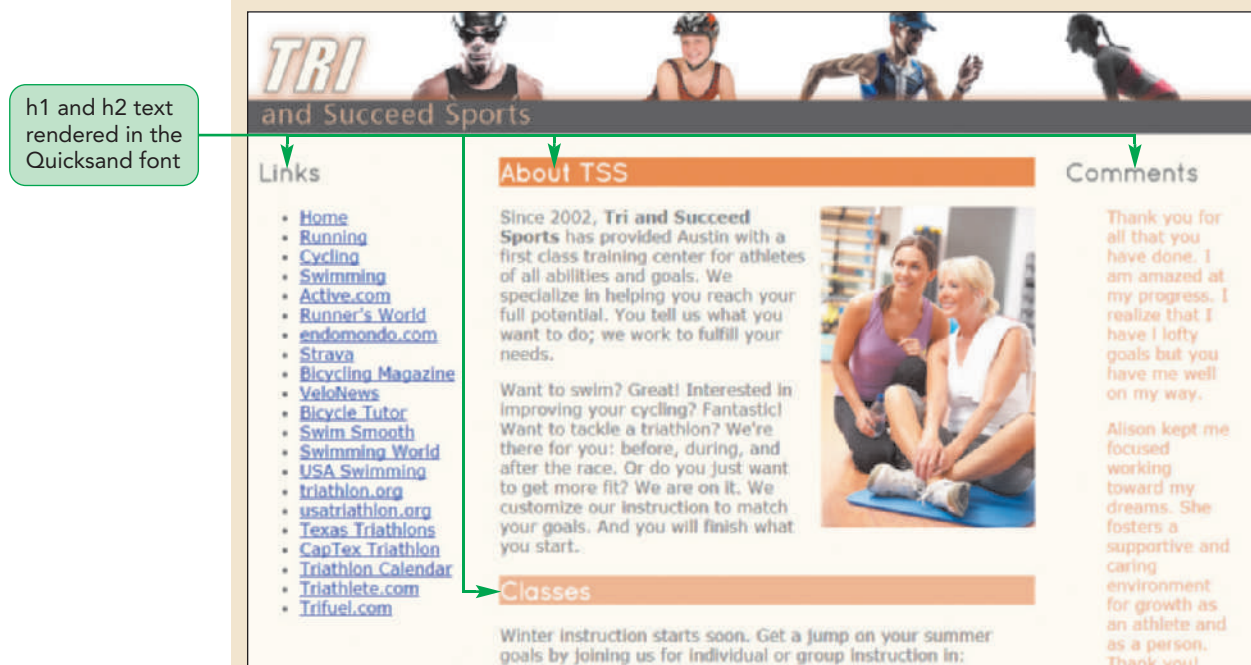 h1 and h2 text
rendered in the
Quicksand font
TRI
and Succeed Sports
Links
Home
Running
Cycling
Swimming
Active.com
Runner's World
endomondo.com
Strava
Bicycling Magazine
VeloNews
Bicycle Tutor
Swim Smooth
Swimming World
USA Swimming
triathlon.org
usatriathlon.org
Texas Triathlons
CapTex Triathlon
Triathlon Calendar
Triathlete.com
Trifuel.com
About TSS
Since 2002, Tri and Succeed
Sports has provided Austin with a
first class training center for athletes
of all abilities and goals. We
specialize in helping you reach your
full potential. You tell us what you
want to do; we work to fulfill your
needs.
Want to swim? Great! Interested in
improving your cycling? Fantastic!
Want to tackle a triathlon? We're
there for you: before, during, and
after the race. Or do you just want
to get more fit? We are on it. We
customize our instruction to match
your goals. And you will finish what
you start.
Classes
Winter instruction starts soon. Get a jump on your summer
goals by joining us for individual or group instruction in:
Comments
Thank you for
all that you
have done. I
am amazed at
my progress. I
realize that I
have l lofty
goals but you
have me well
on my way.
Alison kept me
focused
working
toward my
dreams. She
fosters a
supportive and
caring
environment
for growth as
an athlete and
as a person.
Thank you!